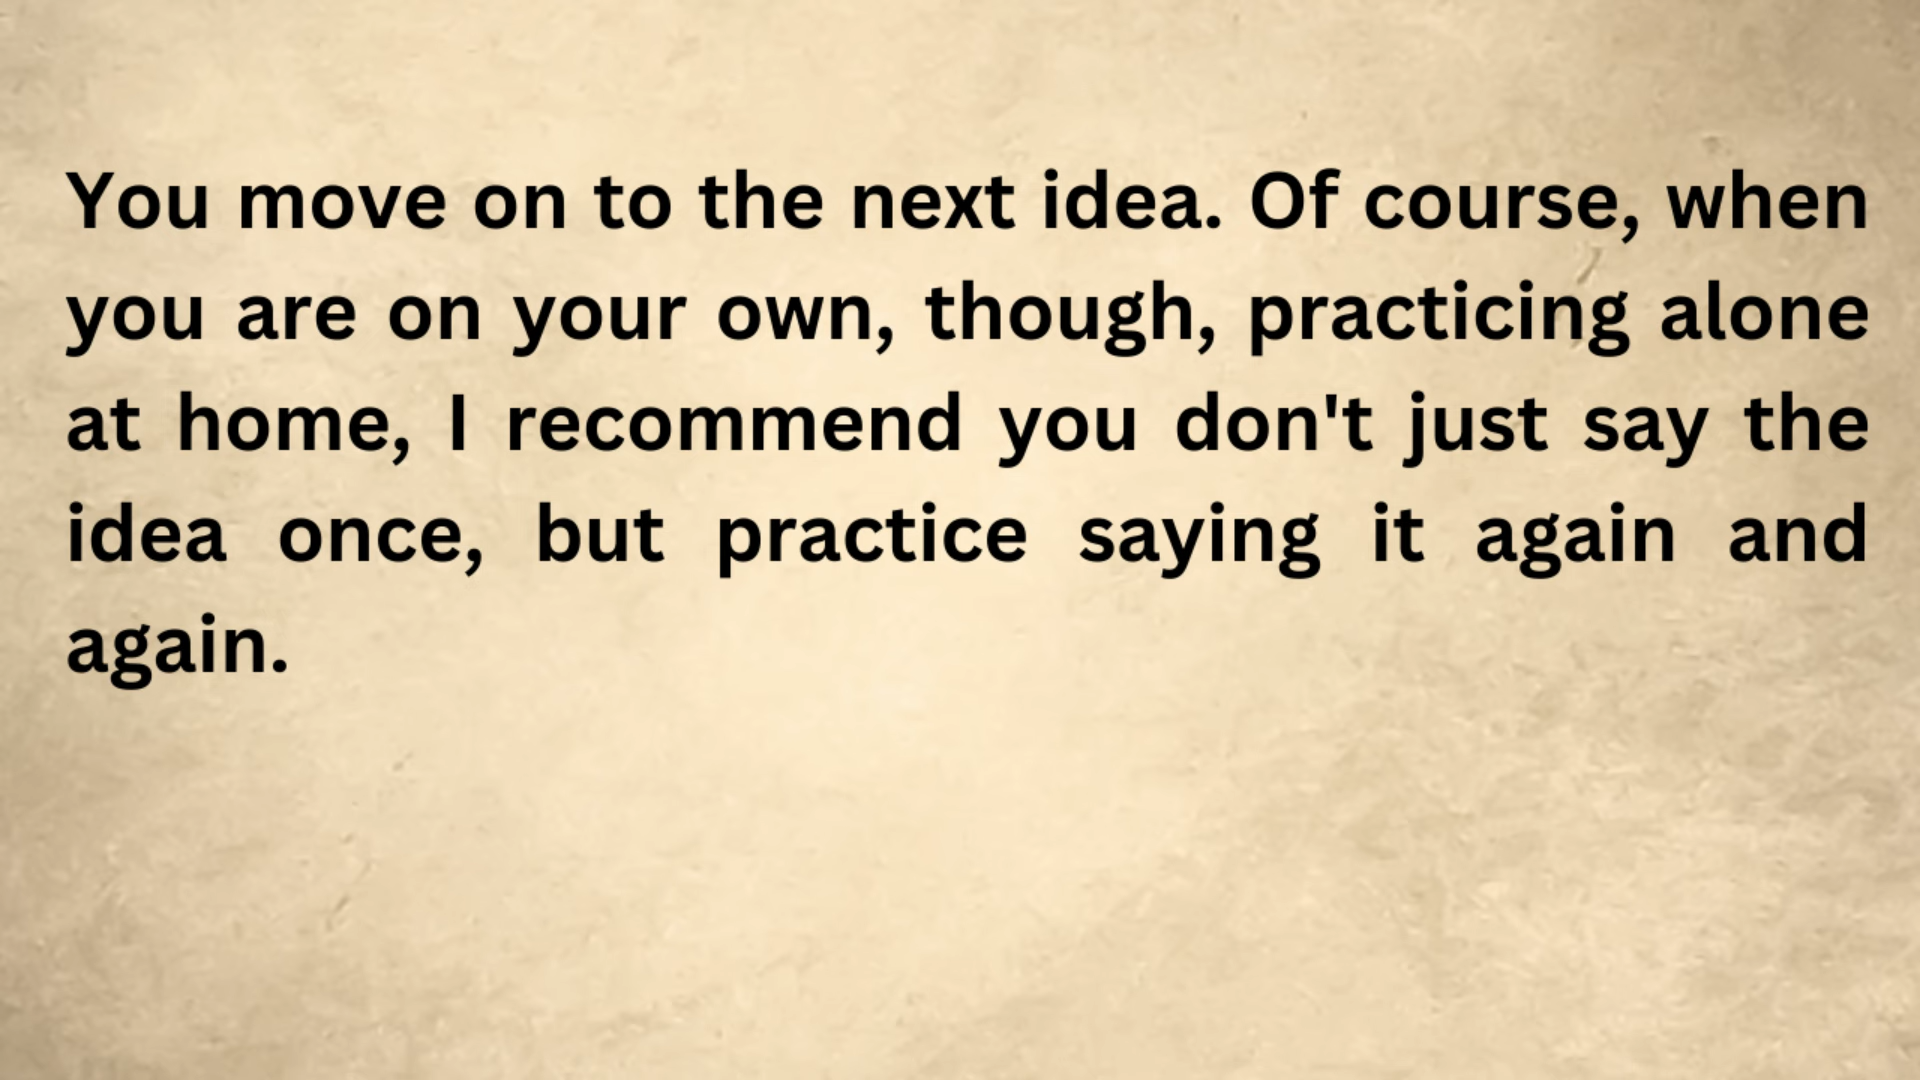 You move on to the next idea. Of course, when
you are on your own, though, practicing alone
at home, I recommend you don't just say the
idea once, but practice saying it again and
again.